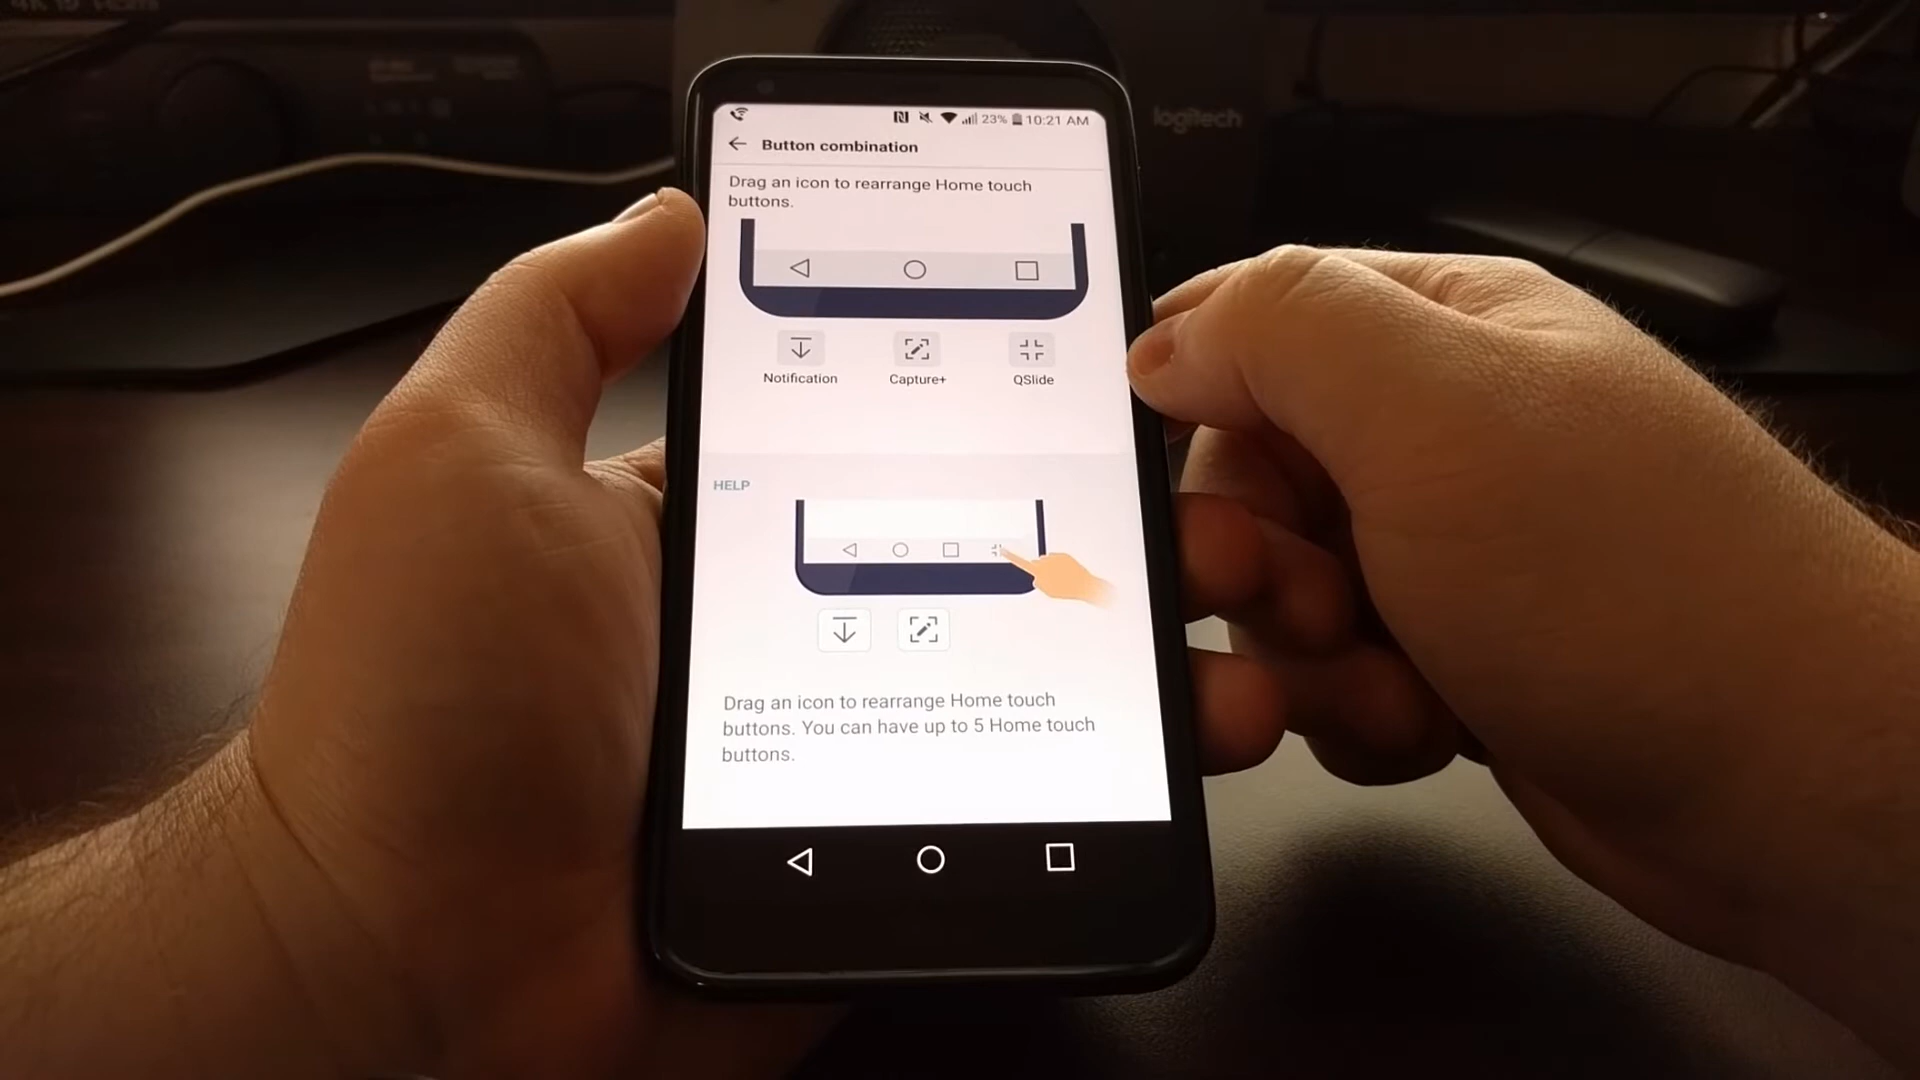 logitech
23% 10:21 AM
Button combination
Drag an icon to rearrange Home touch
buttons.
Notification Capture+ QSlide
HELP
Drag an icon to rearrange Home touch
buttons. You can have up to 5 Home touch
buttons.